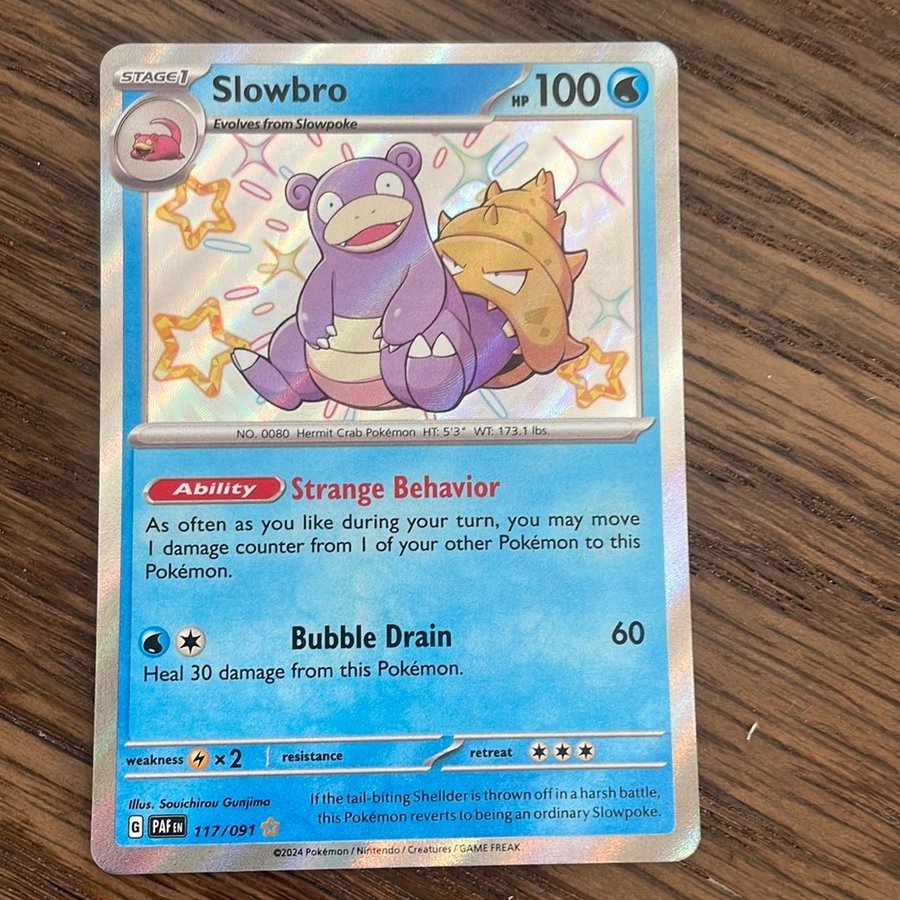 STAGE1
Slowbro
HP 100
Evolves from Slowpoke
NO. 0080 Hermit Crab Pokémon HT: 5'3" WT: 173.1 lbs.
Ability Strange Behavior
As often as you like during your turn, you may move
1 damage counter from 1 of your other Pokémon to this
Pokémon.
Bubble Drain 60
Heal 30 damage from this Pokémon.
weakness ×2 resistance retreat
Illus. Souichirou Gunjima
If the tail-biting Shellder is thrown off in a harsh battle,
this Pokémon reverts to being an ordinary Slowpoke.
G PAF EN 117/091
©2024 Pokémon / Nintendo / Creatures / GAME FREAK